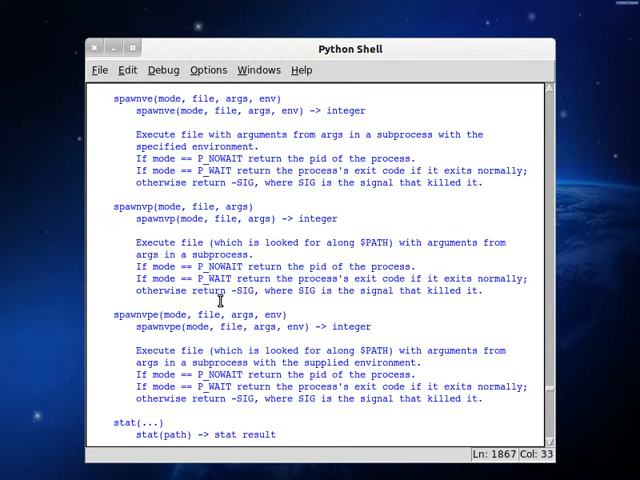 Python Shell
File Edit Debug Options Windows Help
spawnve(mode, file, args, env)
spawnve(mode, file, args, env) -> integer
Execute file with arguments from args in a subprocess with the
specified environment.
If mode == P_NOWAIT return the pid of the process.
If mode == P_WAIT return the process's exit code if it exits normally;
otherwise return -SIG, where SIG is the signal that killed it.
spawnvp(mode, file, args)
spawnvp(mode, file, args) -> integer
Execute file (which is looked for along $PATH) with arguments from
args in a subprocess.
If mode == P_NOWAIT return the pid of the process.
If mode == P_WAIT return the process's exit code if it exits normally;
otherwise return -SIG, where SIG is the signal that killed it.
spawnvpe(mode, file, args, env)
spawnvpe(mode, file, args, env) -> integer
Execute file (which is looked for along $PATH) with arguments from
args in a subprocess with the supplied environment.
If mode == P_NOWAIT return the pid of the process.
If mode == P_WAIT return the process's exit code if it exits normally;
otherwise return -SIG, where SIG is the signal that killed it.
stat(...)
stat(path) -> stat result
Ln: 1867 Col: 33